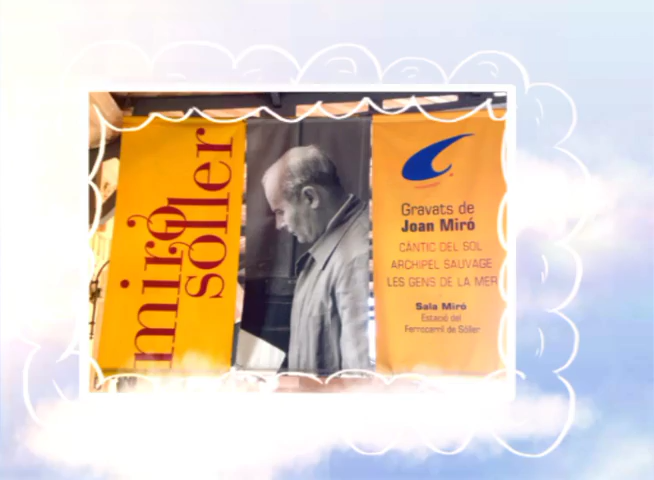 miró
sóller
Gravats de
Joan Miró
CÀNTIC DEL SOL
ARCHIPEL SAUVAGE
LES GENS DE LA MER
Sala Miró
Estació del
Ferrocarril de Sóller